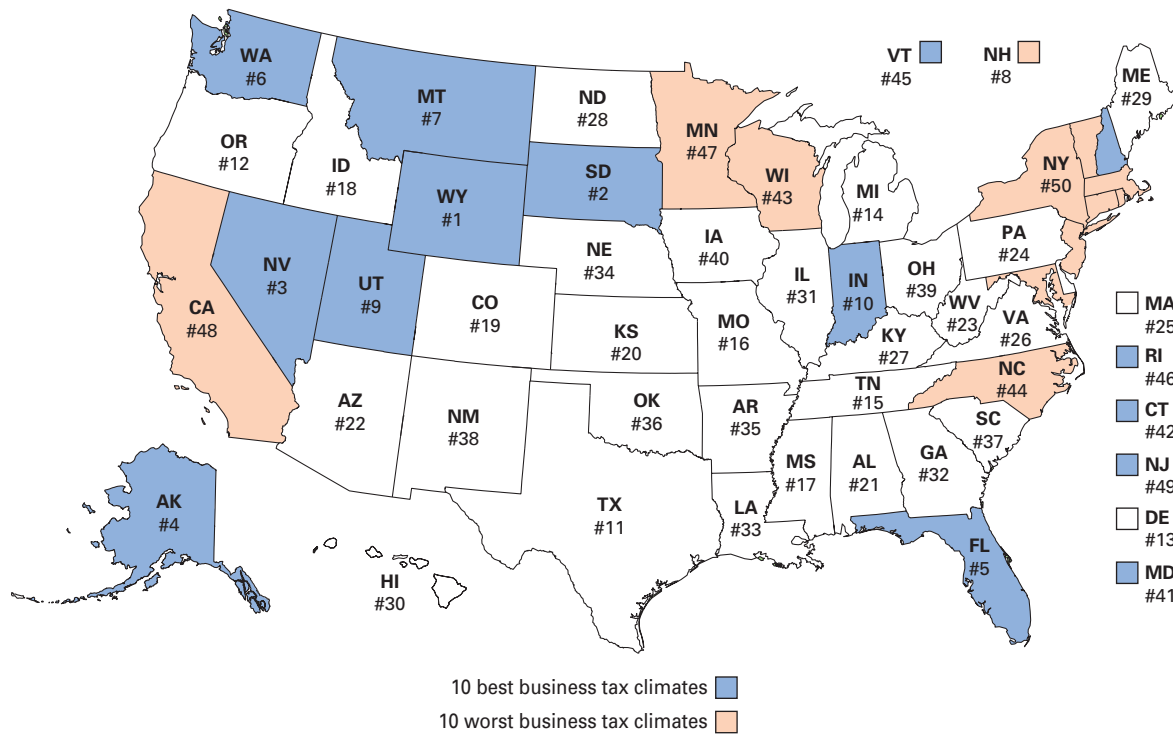 WA
#6
VT
#45
NH
#8
ME
#29
MT
#7
ND
#28
MN
#47
OR
#12
ID
#18
WY
#1
SD
#2
WI
#43
MI
#14
NY
#50
NV
#3
UT
#9
CO
#19
NE
#34
IA
#40
IL
#31
IN
#10
OH
#39
PA
#24
CA
#48
KS
#20
MO
#16
KY
#27
WV
#23
VA
#26
MA
#25
RI
#46
CT
#42
NJ
#49
DE
#13
MD
#41
AZ
#22
NM
#38
OK
#36
AR
#35
TN
#15
NC
#44
SC
#37
MS
#17
AL
#21
GA
#32
AK
#4
HI
#30
TX
#11
LA
#33
FL
#5
10 best business tax climates
10 worst business tax climates